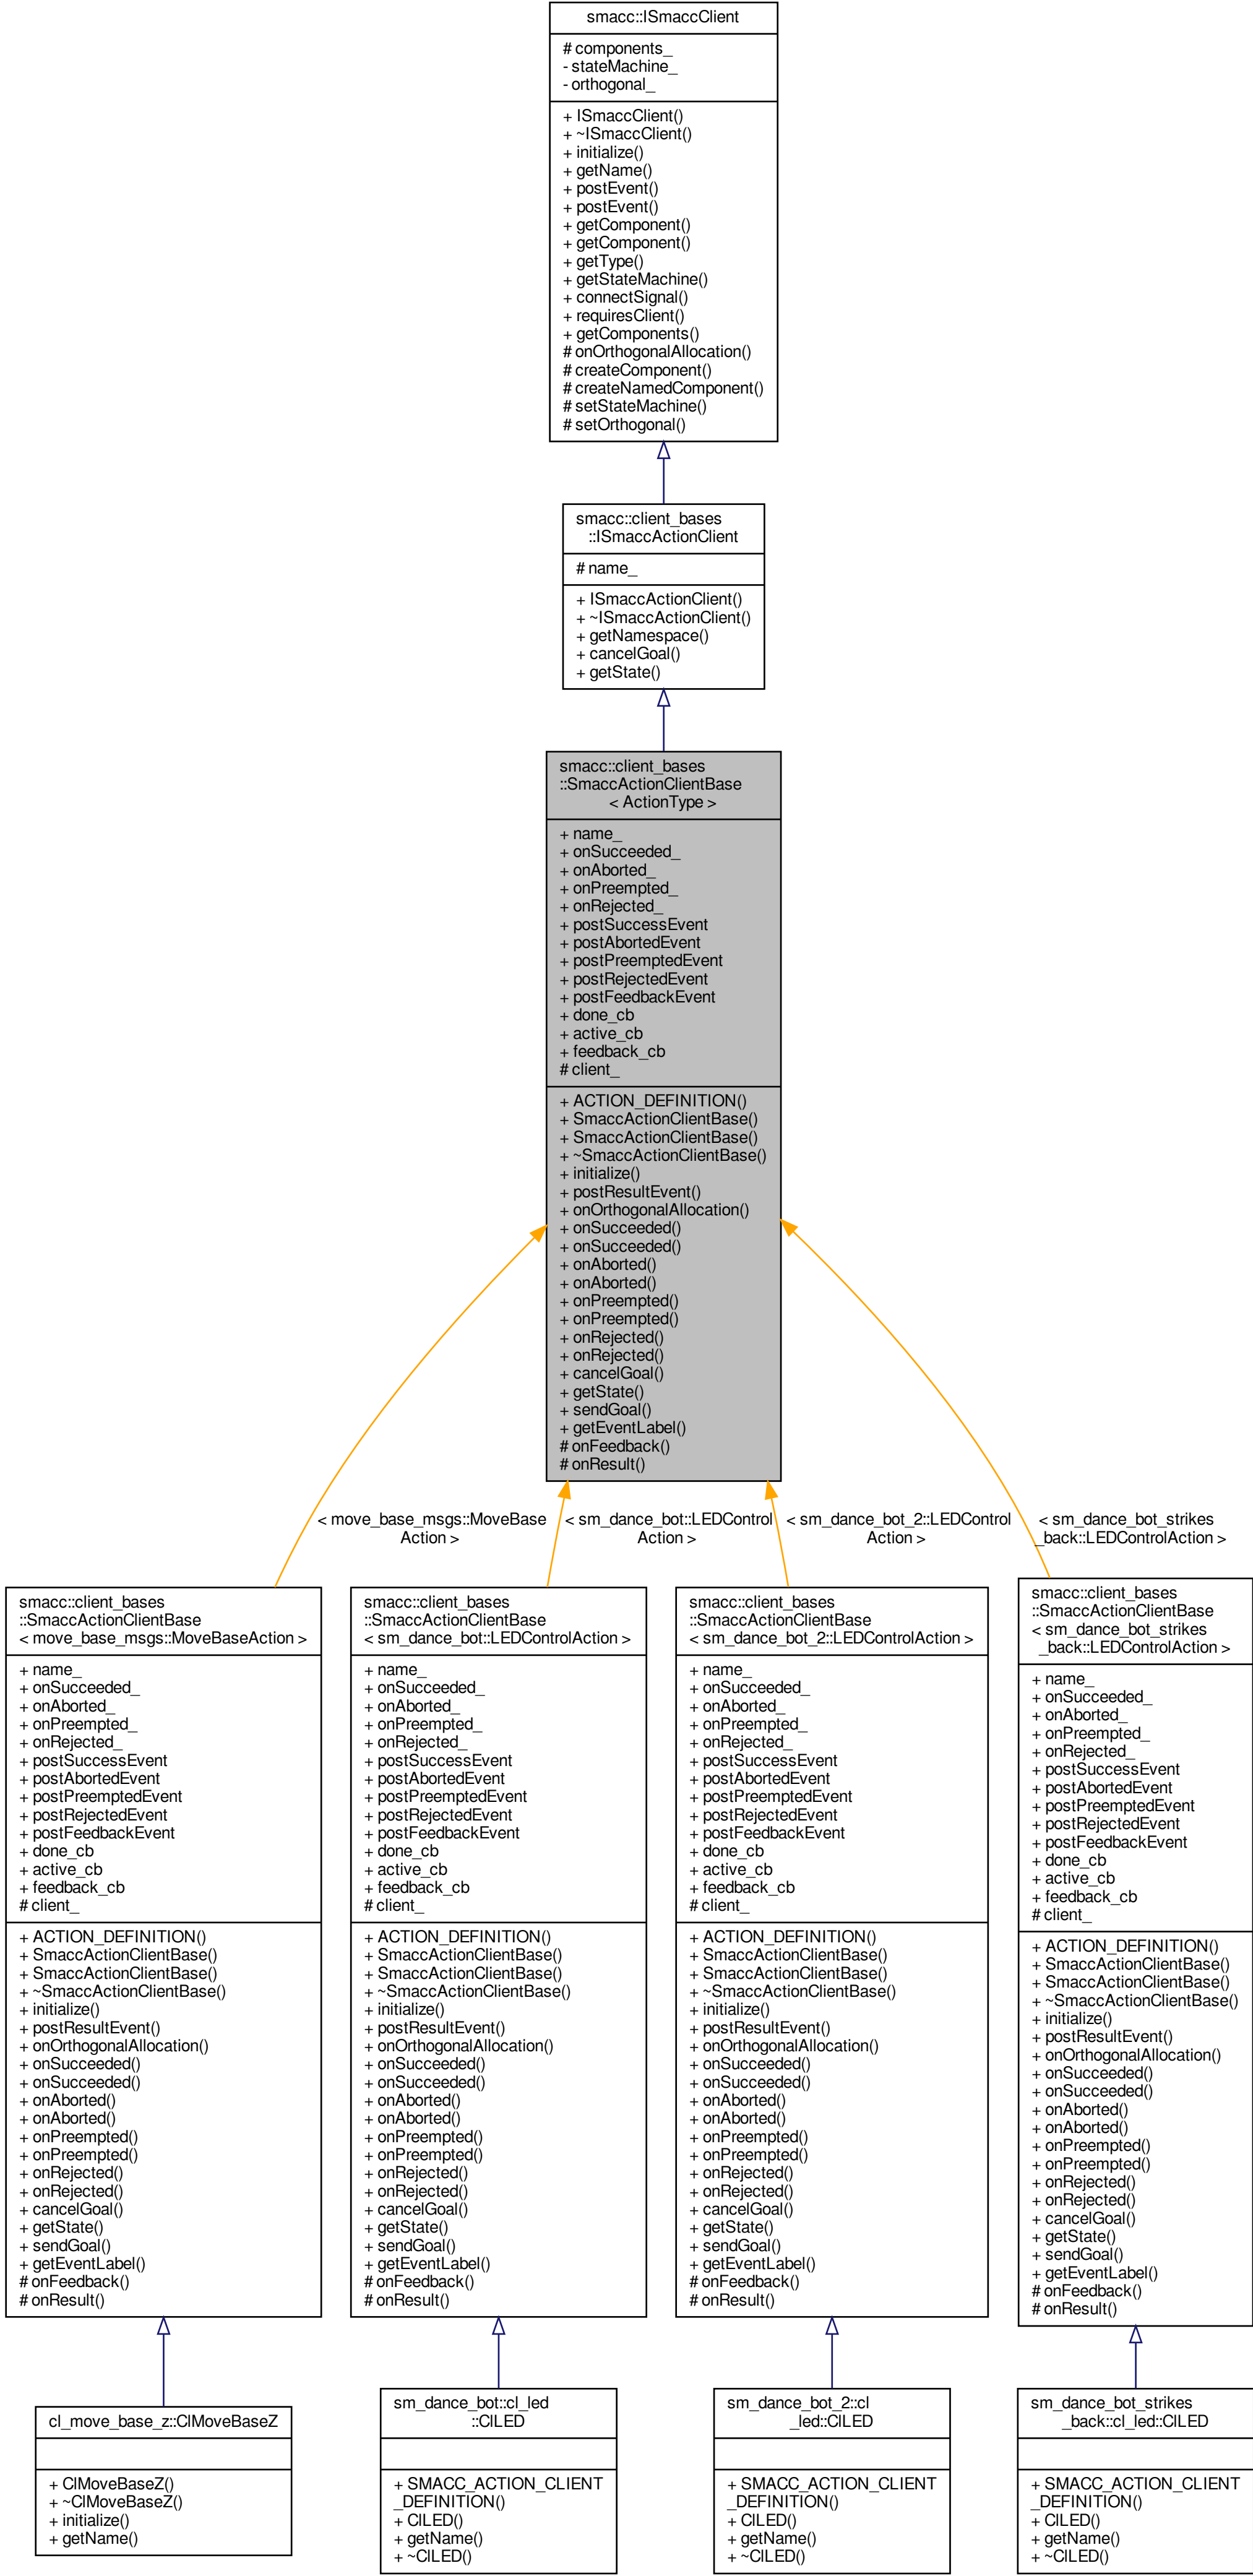 smacc::ISmaccClient
# components_
- stateMachine_
- orthogonal_
+ ISmaccClient()
+ ~ISmaccClient()
+ initialize()
+ getName()
+ postEvent()
+ postEvent()
+ getComponent()
+ getComponent()
+ getType()
+ getStateMachine()
+ connectSignal()
+ requiresClient()
+ getComponents()
# onOrthogonalAllocation()
# createComponent()
# createNamedComponent()
# setStateMachine()
# setOrthogonal()
smacc::client_bases
::ISmaccActionClient
# name_
+ ISmaccActionClient()
+ ~ISmaccActionClient()
+ getNamespace()
+ cancelGoal()
+ getState()
smacc::client_bases
::SmaccActionClientBase
< ActionType >
+ name_
+ onSucceeded_
+ onAborted_
+ onPreempted_
+ onRejected_
+ postSuccessEvent
+ postAbortedEvent
+ postPreemptedEvent
+ postRejectedEvent
+ postFeedbackEvent
+ done_cb
+ active_cb
+ feedback_cb
# client_
+ ACTION_DEFINITION()
+ SmaccActionClientBase()
+ SmaccActionClientBase()
+ ~SmaccActionClientBase()
+ initialize()
+ postResultEvent()
+ onOrthogonalAllocation()
+ onSucceeded()
+ onSucceeded()
+ onAborted()
+ onAborted()
+ onPreempted()
+ onPreempted()
+ onRejected()
+ onRejected()
+ cancelGoal()
+ getState()
+ sendGoal()
+ getEventLabel()
# onFeedback()
# onResult()
< move_base_msgs::MoveBase
Action >
< sm_dance_bot::LEDControl
Action >
< sm_dance_bot_2::LEDControl
Action >
< sm_dance_bot_strikes
_back::LEDControlAction >
smacc::client_bases
::SmaccActionClientBase
< move_base_msgs::MoveBaseAction >
+ name_
+ onSucceeded_
+ onAborted_
+ onPreempted_
+ onRejected_
+ postSuccessEvent
+ postAbortedEvent
+ postPreemptedEvent
+ postRejectedEvent
+ postFeedbackEvent
+ done_cb
+ active_cb
+ feedback_cb
# client_
+ ACTION_DEFINITION()
+ SmaccActionClientBase()
+ SmaccActionClientBase()
+ ~SmaccActionClientBase()
+ initialize()
+ postResultEvent()
+ onOrthogonalAllocation()
+ onSucceeded()
+ onSucceeded()
+ onAborted()
+ onAborted()
+ onPreempted()
+ onPreempted()
+ onRejected()
+ onRejected()
+ cancelGoal()
+ getState()
+ sendGoal()
+ getEventLabel()
# onFeedback()
# onResult()
smacc::client_bases
::SmaccActionClientBase
< sm_dance_bot::LEDControlAction >
+ name_
+ onSucceeded_
+ onAborted_
+ onPreempted_
+ onRejected_
+ postSuccessEvent
+ postAbortedEvent
+ postPreemptedEvent
+ postRejectedEvent
+ postFeedbackEvent
+ done_cb
+ active_cb
+ feedback_cb
# client_
+ ACTION_DEFINITION()
+ SmaccActionClientBase()
+ SmaccActionClientBase()
+ ~SmaccActionClientBase()
+ initialize()
+ postResultEvent()
+ onOrthogonalAllocation()
+ onSucceeded()
+ onSucceeded()
+ onAborted()
+ onAborted()
+ onPreempted()
+ onPreempted()
+ onRejected()
+ onRejected()
+ cancelGoal()
+ getState()
+ sendGoal()
+ getEventLabel()
# onFeedback()
# onResult()
smacc::client_bases
::SmaccActionClientBase
< sm_dance_bot_2::LEDControlAction >
+ name_
+ onSucceeded_
+ onAborted_
+ onPreempted_
+ onRejected_
+ postSuccessEvent
+ postAbortedEvent
+ postPreemptedEvent
+ postRejectedEvent
+ postFeedbackEvent
+ done_cb
+ active_cb
+ feedback_cb
# client_
+ ACTION_DEFINITION()
+ SmaccActionClientBase()
+ SmaccActionClientBase()
+ ~SmaccActionClientBase()
+ initialize()
+ postResultEvent()
+ onOrthogonalAllocation()
+ onSucceeded()
+ onSucceeded()
+ onAborted()
+ onAborted()
+ onPreempted()
+ onPreempted()
+ onRejected()
+ onRejected()
+ cancelGoal()
+ getState()
+ sendGoal()
+ getEventLabel()
# onFeedback()
# onResult()
smacc::client_bases
::SmaccActionClientBase
< sm_dance_bot_strikes
_back::LEDControlAction >
+ name_
+ onSucceeded_
+ onAborted_
+ onPreempted_
+ onRejected_
+ postSuccessEvent
+ postAbortedEvent
+ postPreemptedEvent
+ postRejectedEvent
+ postFeedbackEvent
+ done_cb
+ active_cb
+ feedback_cb
# client_
+ ACTION_DEFINITION()
+ SmaccActionClientBase()
+ SmaccActionClientBase()
+ ~SmaccActionClientBase()
+ initialize()
+ postResultEvent()
+ onOrthogonalAllocation()
+ onSucceeded()
+ onSucceeded()
+ onAborted()
+ onAborted()
+ onPreempted()
+ onPreempted()
+ onRejected()
+ onRejected()
+ cancelGoal()
+ getState()
+ sendGoal()
+ getEventLabel()
# onFeedback()
# onResult()
cl_move_base_z::ClMoveBaseZ
+ ClMoveBaseZ()
+ ~ClMoveBaseZ()
+ initialize()
+ getName()
sm_dance_bot::cl_led
::ClLED
+ SMACC_ACTION_CLIENT
_DEFINITION()
+ ClLED()
+ getName()
+ ~ClLED()
sm_dance_bot_2::cl
_led::ClLED
+ SMACC_ACTION_CLIENT
_DEFINITION()
+ ClLED()
+ getName()
+ ~ClLED()
sm_dance_bot_strikes
_back::cl_led::ClLED
+ SMACC_ACTION_CLIENT
_DEFINITION()
+ ClLED()
+ getName()
+ ~ClLED()